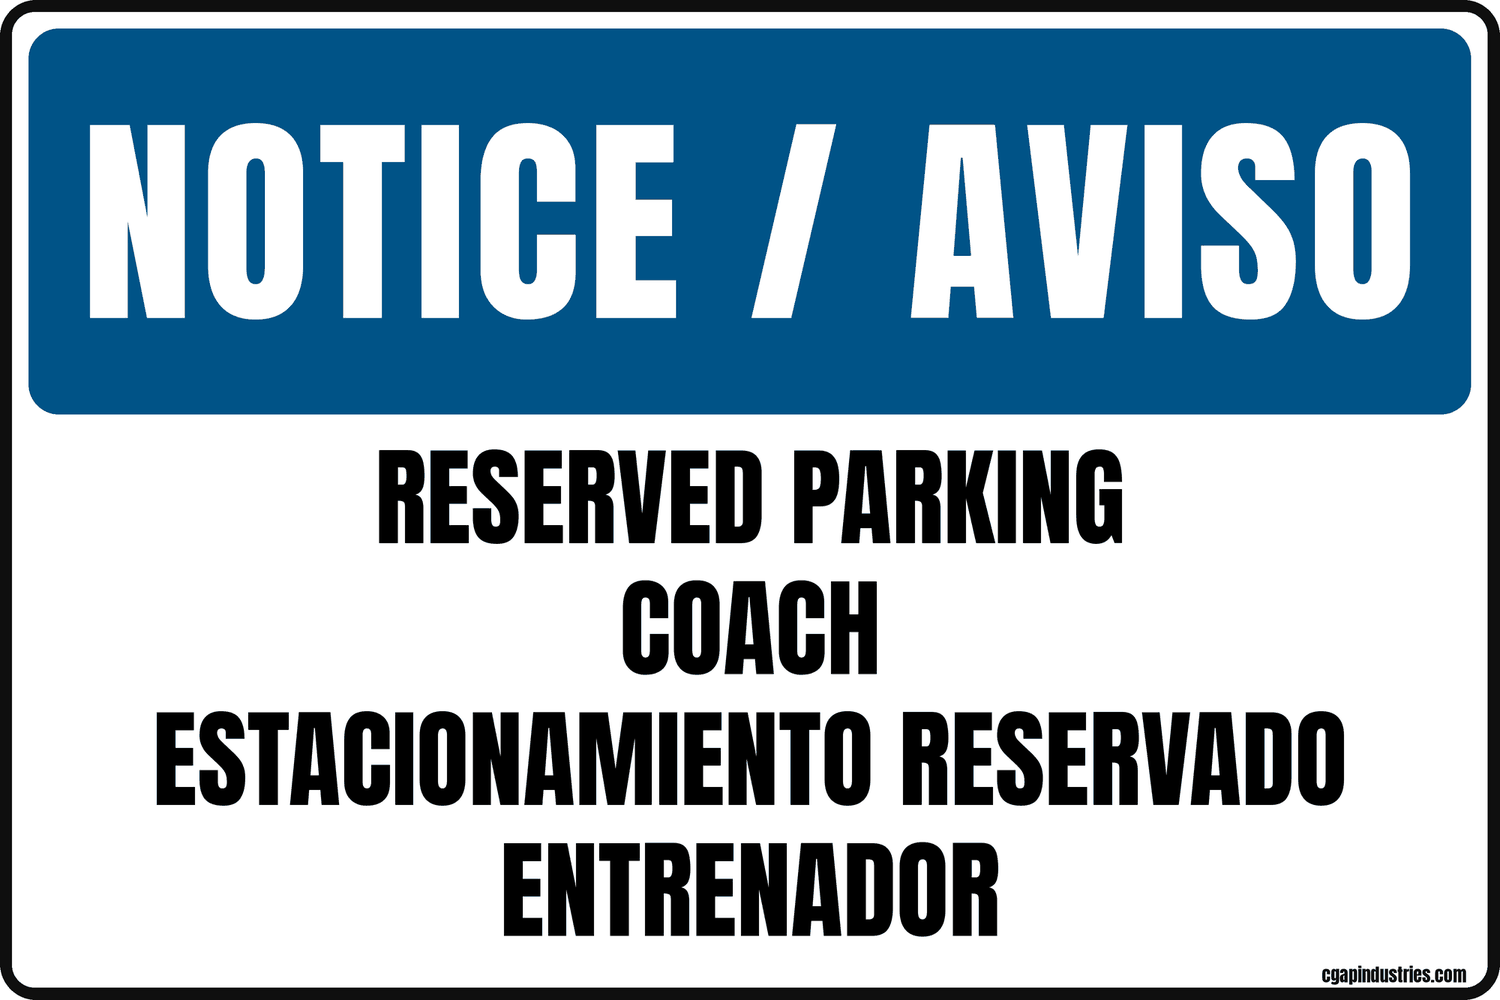 NOTICE / AVISO
RESERVED PARKING
COACH
ESTACIONAMIENTO RESERVADO
ENTRENADOR
cgapindustries.com